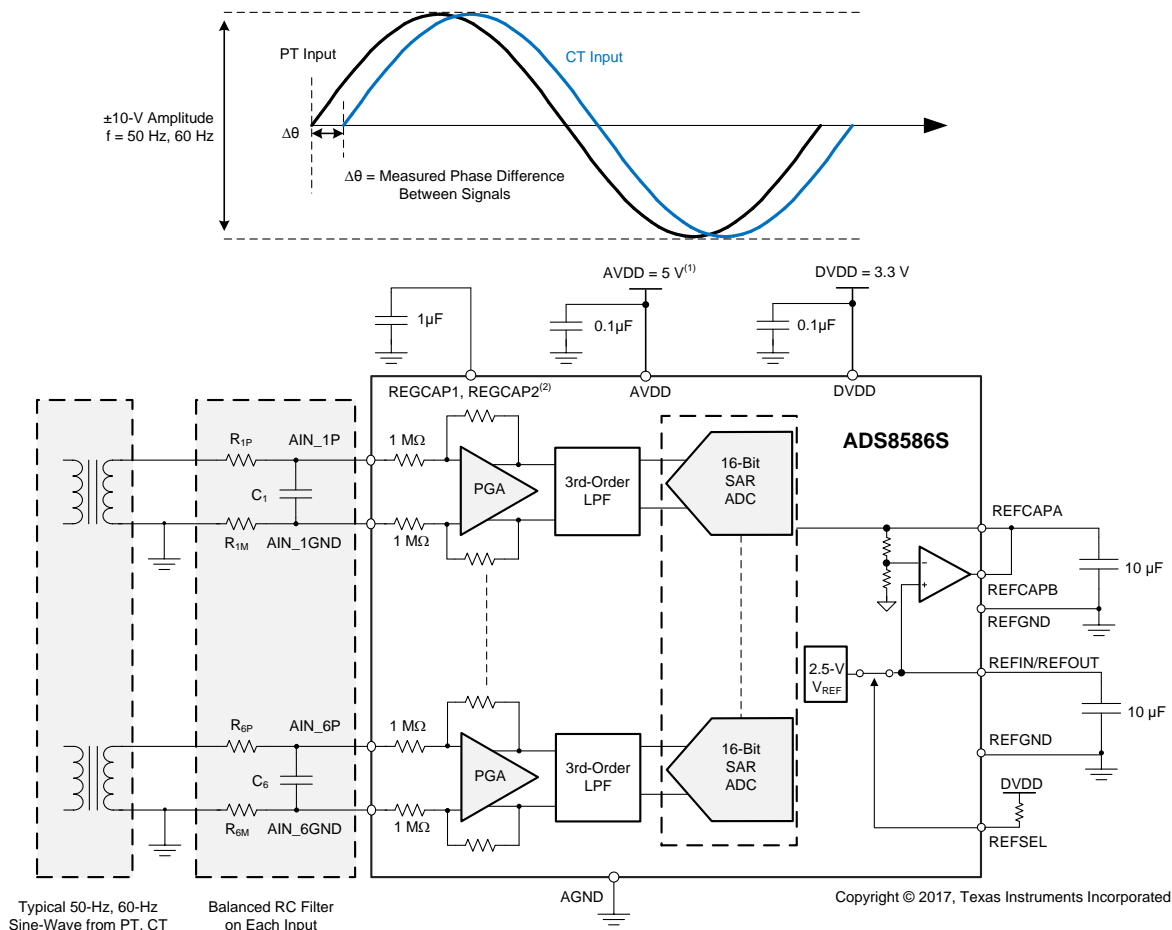 PT Input
CT Input
±10-V Amplitude
f = 50 Hz, 60 Hz
Δθ
Δθ = Measured Phase Difference
Between Signals
AVDD = 5 V(1)
DVDD = 3.3 V
1µF
0.1µF
0.1µF
REGCAP1, REGCAP2(2)
AVDD
DVDD
ADS8586S
R1P
AIN_1P
1 MΩ
C1
PGA
3rd-Order
LPF
16-Bit
SAR
ADC
R1M
AIN_1GND
1 MΩ
REFCAPA
10 µF
REFCAPB
REFGND
2.5-V
VREF
REFIN/REFOUT
10 µF
REFGND
R6P
AIN_6P
1 MΩ
C6
PGA
3rd-Order
LPF
16-Bit
SAR
ADC
R6M
AIN_6GND
1 MΩ
DVDD
REFSEL
AGND
Copyright © 2017, Texas Instruments Incorporated
Typical 50-Hz, 60-Hz
Sine-Wave from PT, CT
Balanced RC Filter
on Each Input